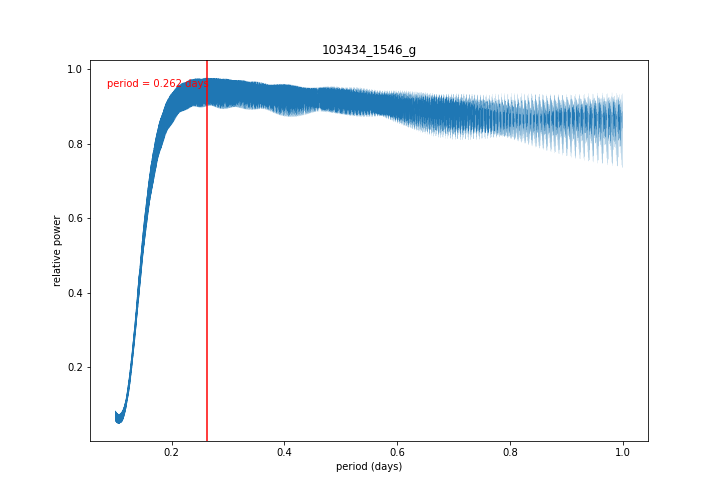 103434_1546_g
1.0
period = 0.262 days
0.8
0.6
relative power
0.4
0.2
0.2 0.4 0.6 0.8 1.0
period (days)